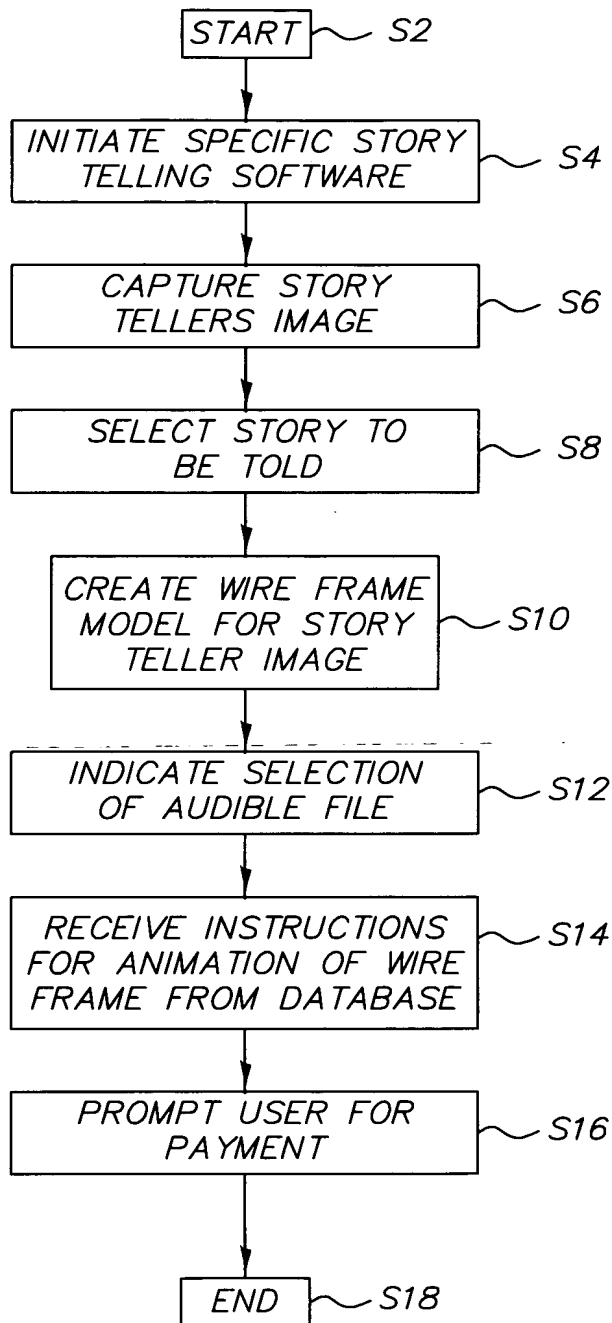 START
S2
INITIATE SPECIFIC STORY
TELLING SOFTWARE
S4
CAPTURE STORY
TELLERS IMAGE
S6
SELECT STORY TO
BE TOLD
S8
CREATE WIRE FRAME
MODEL FOR STORY
TELLER IMAGE
S10
INDICATE SELECTION
OF AUDIBLE FILE
S12
RECEIVE INSTRUCTIONS
FOR ANIMATION OF WIRE
FRAME FROM DATABASE
S14
PROMPT USER FOR
PAYMENT
S16
END
S18